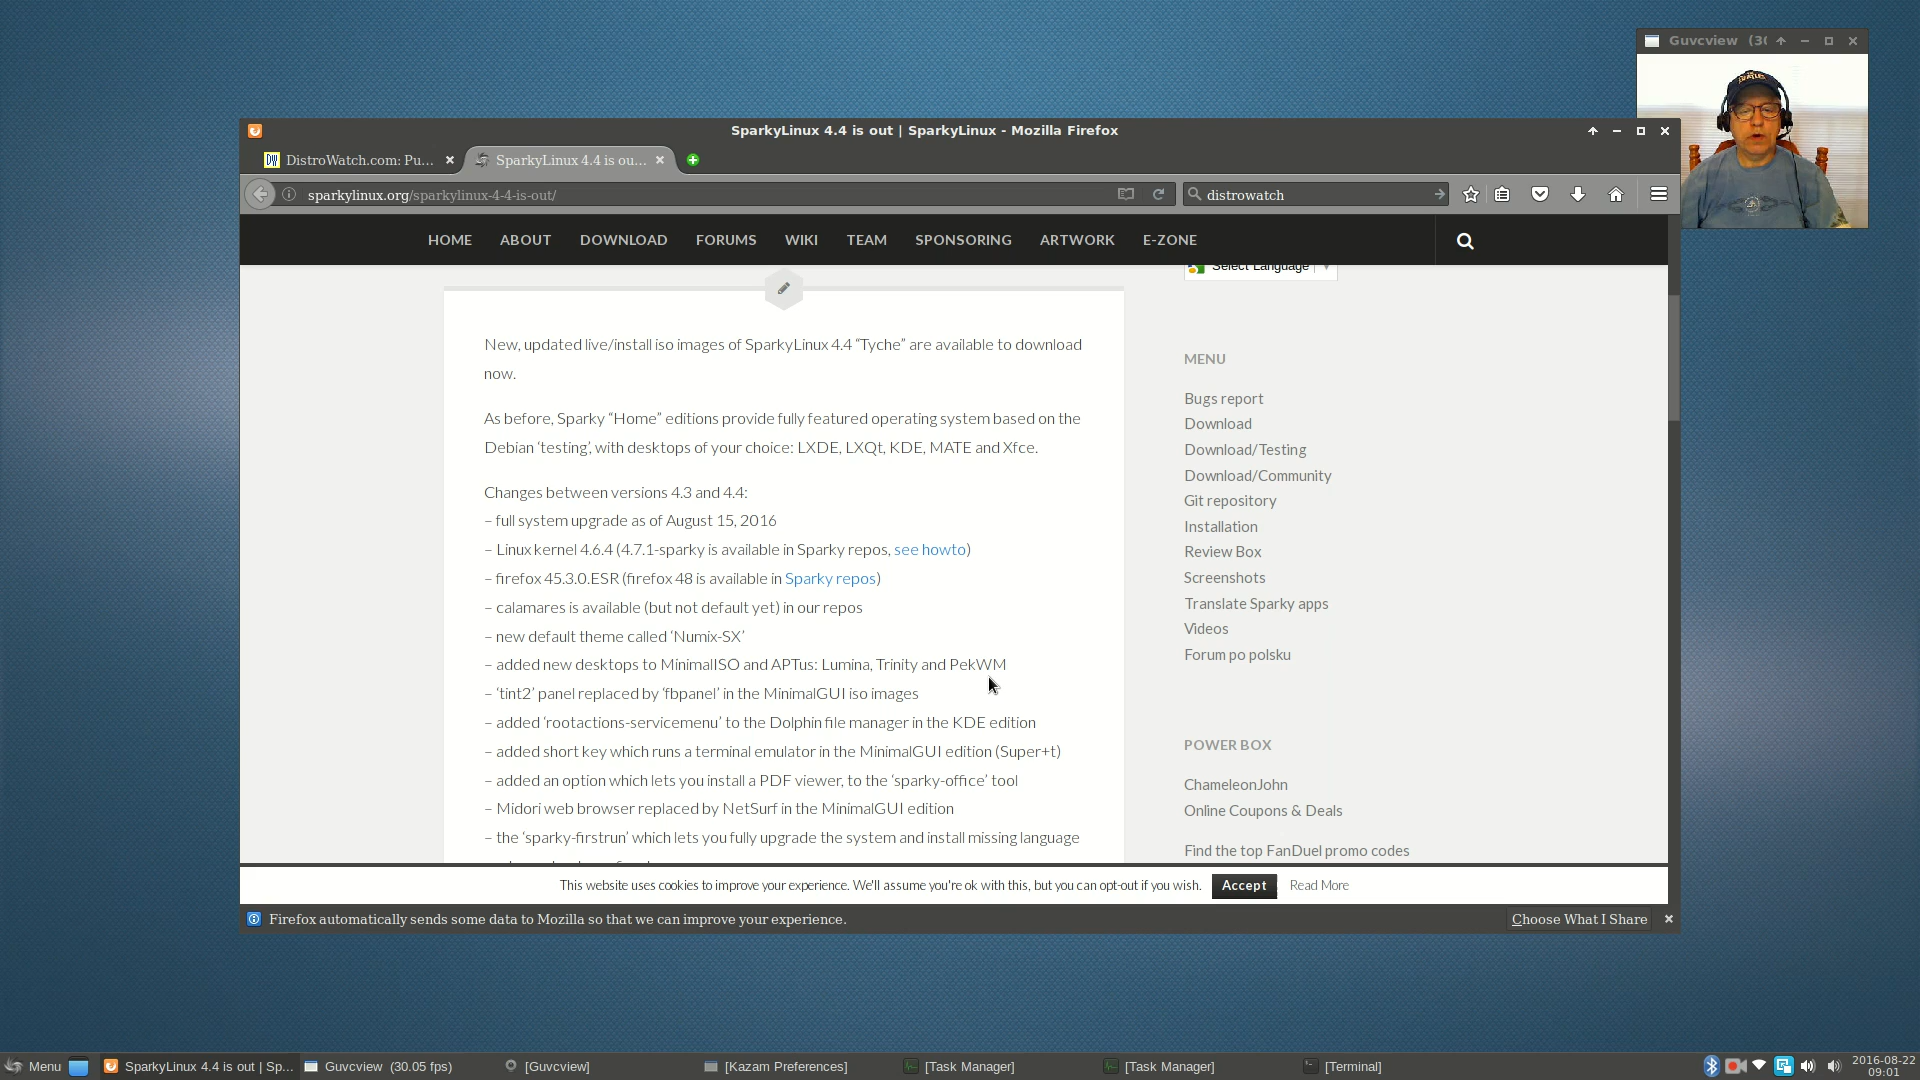 Guvcview (3
SparkyLinux 4.4 is out | SparkyLinux - Mozilla Firefox
DistroWatch.com: Pu...
SparkyLinux 4.4 is ou...
sparkylinux.org/sparkylinux-4-4-is-out/
distrowatch
HOME ABOUT DOWNLOAD FORUMS WIKI TEAM SPONSORING ARTWORK E-ZONE
Select Language
New, updated live/install iso images of SparkyLinux 4.4 “Tyche” are available to download
now.
As before, Sparky “Home” editions provide fully featured operating system based on the
Debian ‘testing’, with desktops of your choice: LXDE, LXQt, KDE, MATE and Xfce.
Changes between versions 4.3 and 4.4:
– full system upgrade as of August 15, 2016
– Linux kernel 4.6.4 (4.7.1-sparky is available in Sparky repos, see howto)
– firefox 45.3.0.ESR (firefox 48 is available in Sparky repos)
– calamares is available (but not default yet) in our repos
– new default theme called ‘Numix-SX’
– added new desktops to MinimalISO and APTus: Lumina, Trinity and PekWM
– ‘tint2’ panel replaced by ‘fbpanel’ in the MinimalGUI iso images
– added ‘rootactions-servicemenu’ to the Dolphin file manager in the KDE edition
– added short key which runs a terminal emulator in the MinimalGUI edition (Super+t)
– added an option which lets you install a PDF viewer, to the ‘sparky-office’ tool
– Midori web browser replaced by NetSurf in the MinimalGUI edition
– the ‘sparky-firstrun’ which lets you fully upgrade the system and install missing language
MENU
Bugs report
Download
Download/Testing
Download/Community
Git repository
Installation
Review Box
Screenshots
Translate Sparky apps
Videos
Forum po polsku
POWER BOX
ChameleonJohn
Online Coupons & Deals
Find the top FanDuel promo codes
This website uses cookies to improve your experience. We'll assume you're ok with this, but you can opt-out if you wish. Accept Read More
Firefox automatically sends some data to Mozilla so that we can improve your experience. Choose What I Share
Menu
SparkyLinux 4.4 is out | Sp...
Guvcview (30.05 fps)
[Guvcview]
[Kazam Preferences]
[Task Manager]
[Task Manager]
[Terminal]
2016-08-22
09:01